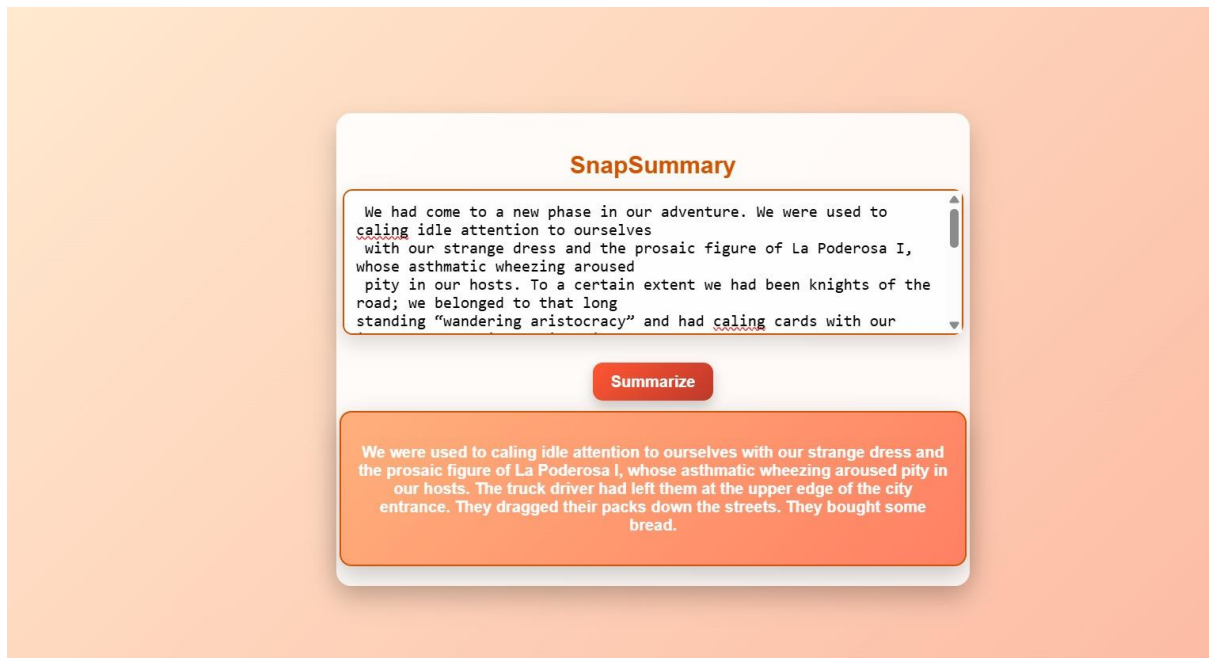 SnapSummary
We had come to a new phase in our adventure. We were used to
caling idle attention to ourselves
with our strange dress and the prosaic figure of La Poderosa I,
whose asthmatic wheezing aroused
pity in our hosts. To a certain extent we had been knights of the
road; we belonged to that long
standing “wandering aristocracy” and had caling cards with our
Summarize
We were used to caling idle attention to ourselves with our strange dress and
the prosaic figure of La Poderosa I, whose asthmatic wheezing aroused pity in
our hosts. The truck driver had left them at the upper edge of the city
entrance. They dragged their packs down the streets. They bought some
bread.